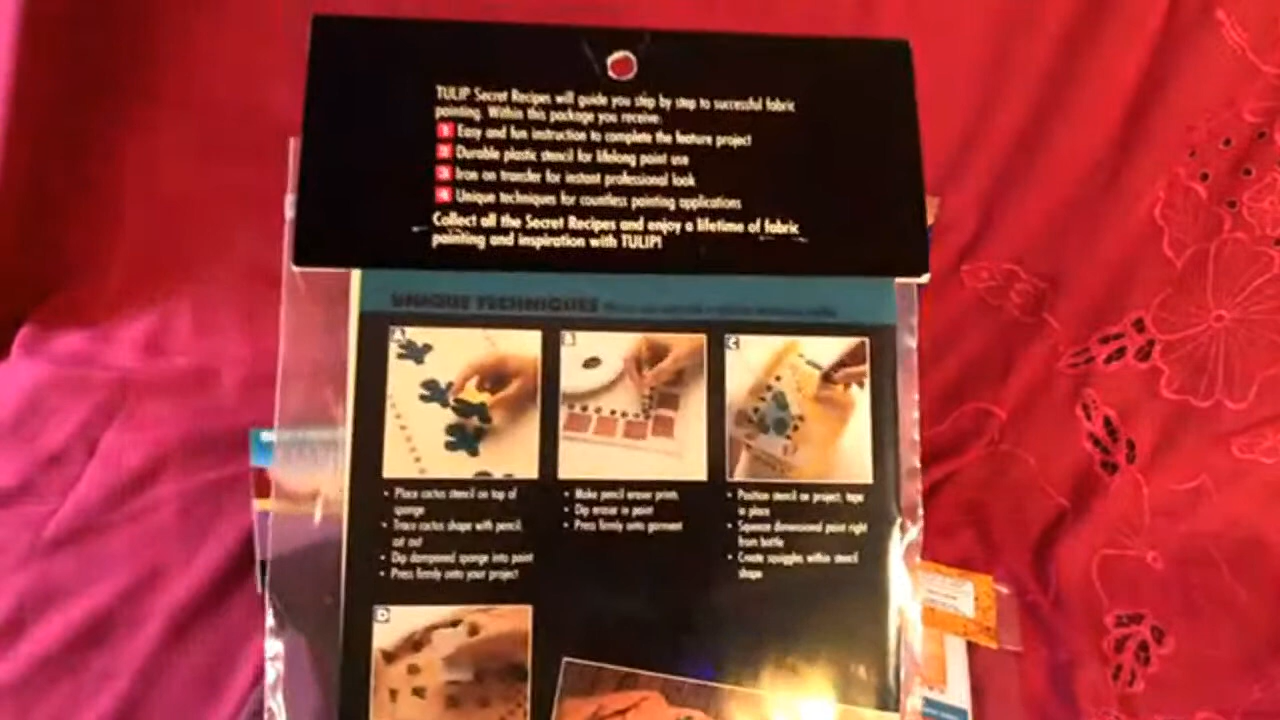 TULIP Secret Recipes will guide you step by step to successful fabric
painting. Within this package you receive:
1 Easy and fun instruction to complete the feature project
2 Durable plastic stencil for lifelong paint use
3 Iron on transfer for instant professional look
4 Unique techniques for countless painting applications
Collect all the Secret Recipes and enjoy a lifetime of fabric
painting and inspiration with TULIP!
UNIQUE TECHNIQUES
A
B
C
• Place cactus stencil on top of
sponge
• Trace cactus shape with pencil,
cut out
• Dip dampened sponge into paint
• Press firmly onto your project
• Make pencil eraser prints
• Dip eraser in paint
• Press firmly onto garment
• Position stencil on project, tape
in place
• Squeeze dimensional paint right
from bottle
• Create squiggles within stencil
shape
D